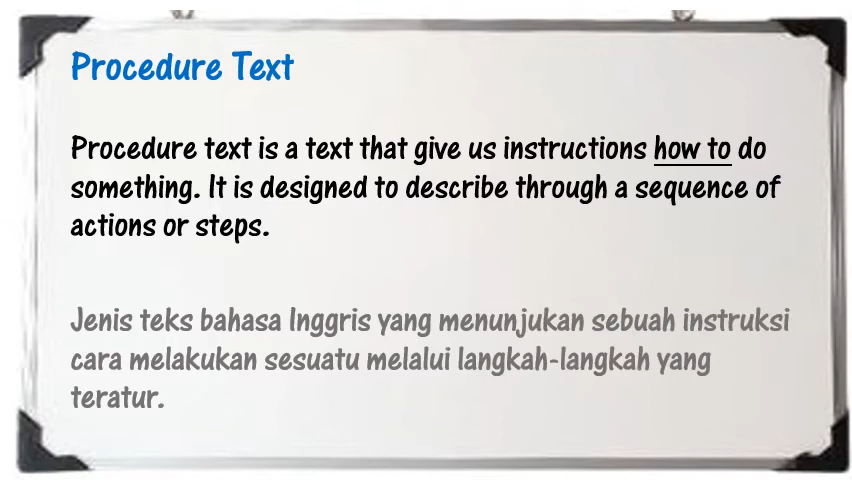 Procedure Text
Procedure text is a text that give us instructions how to do
something. It is designed to describe through a sequence of
actions or steps.
Jenis teks bahasa Inggris yang menunjukan sebuah instruksi
cara melakukan sesuatu melalui langkah-langkah yang
teratur.